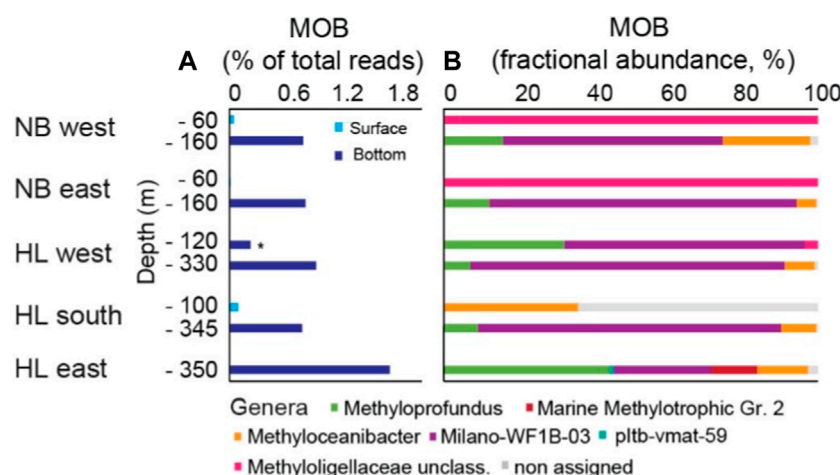 MOB MOB
A (% of total reads) B (fractional abundance, %)
0 0.6 1.2 1.8 0 20 40 60 80 100
NB west - 60
- 160
Surface
Bottom
NB east - 60
- 160
Depth (m)
HL west - 120 *
- 330
HL south - 100
- 345
HL east - 350
Genera Methyloprofundus Marine Methylotrophic Gr. 2
Methyloceanibacter Milano-WF1B-03 pltb-vmat-59
Methyloligellaceae unclass. non assigned